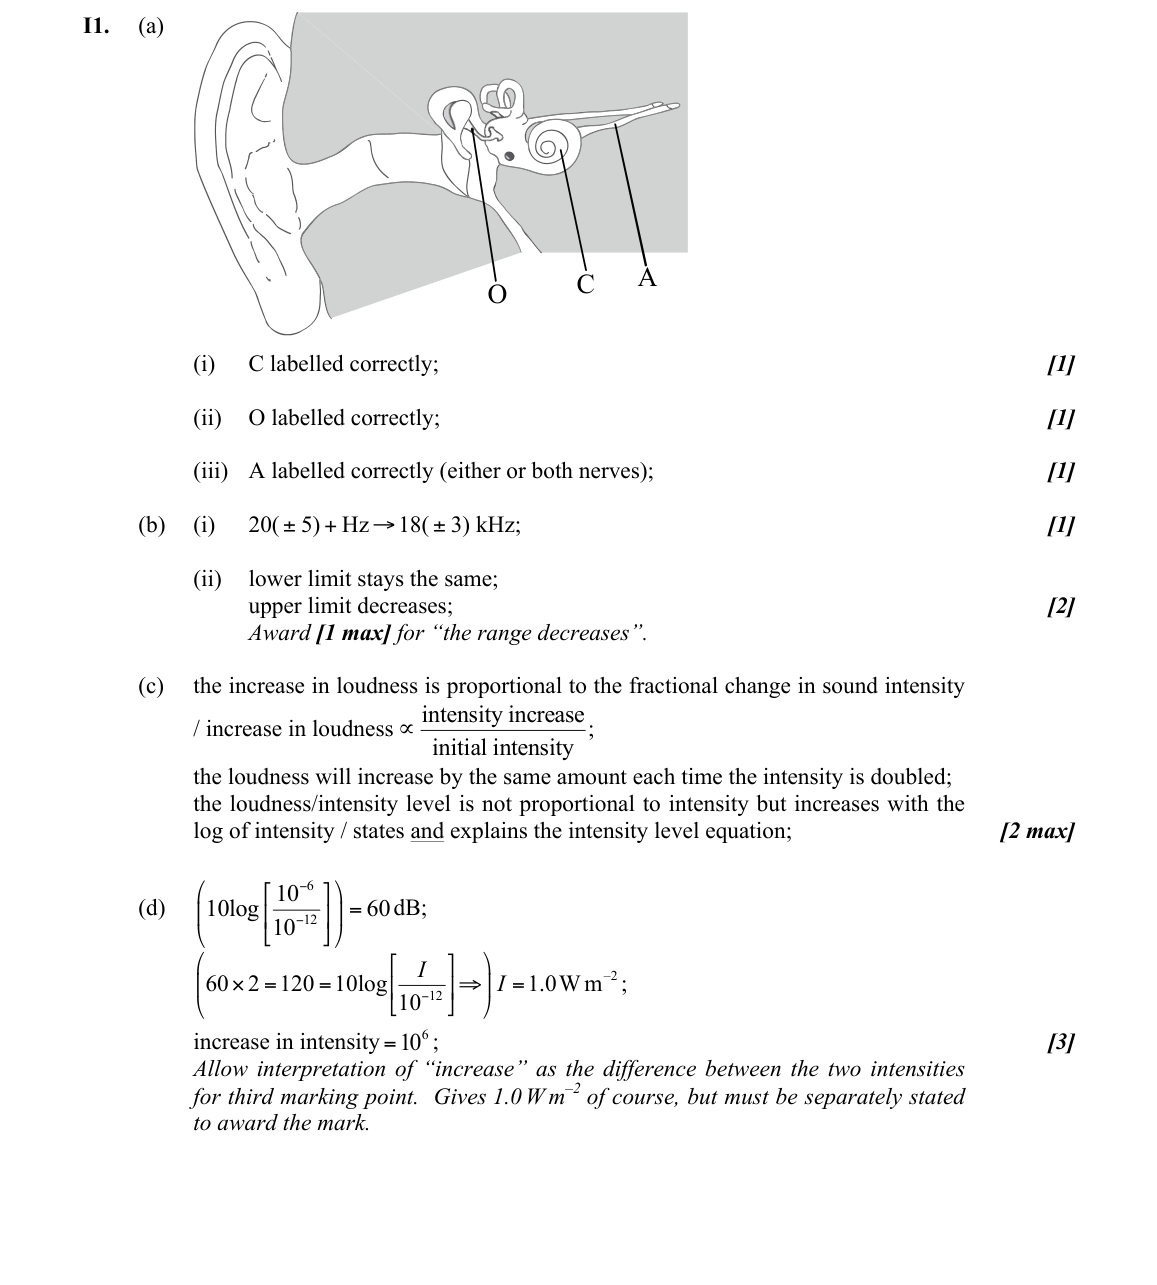 I1. (a)
O C A
(i) C labelled correctly; [1]
(ii) O labelled correctly; [1]
(iii) A labelled correctly (either or both nerves); [1]
(b) (i) 20(± 5) + Hz → 18(± 3) kHz; [1]
(ii) lower limit stays the same;
upper limit decreases; [2]
Award [1 max] for “the range decreases”.
(c) the increase in loudness is proportional to the fractional change in sound intensity
/ increase in loudness ∝ intensity increase / initial intensity;
the loudness will increase by the same amount each time the intensity is doubled;
the loudness/intensity level is not proportional to intensity but increases with the
log of intensity / states and explains the intensity level equation; [2 max]
(d) (10log[10⁻⁶/10⁻¹²]) = 60 dB;
(60 × 2 = 120 = 10log[I/10⁻¹²] ⇒) I = 1.0 W m⁻²;
increase in intensity = 10⁶; [3]
Allow interpretation of “increase” as the difference between the two intensities
for third marking point. Gives 1.0 W m⁻² of course, but must be separately stated
to award the mark.